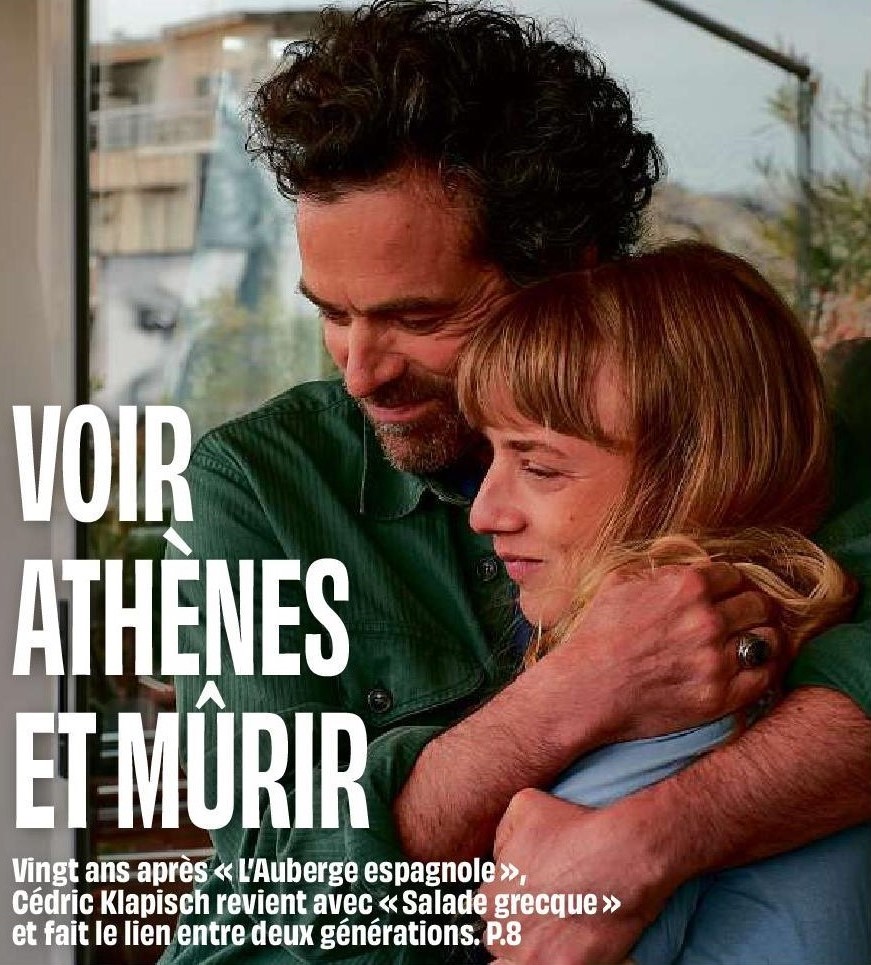 VOIR
ATHÈNES
ET MÛRIR
Vingt ans après « L'Auberge espagnole »,
Cédric Klapisch revient avec « Salade grecque »
et fait le lien entre deux générations. P.8